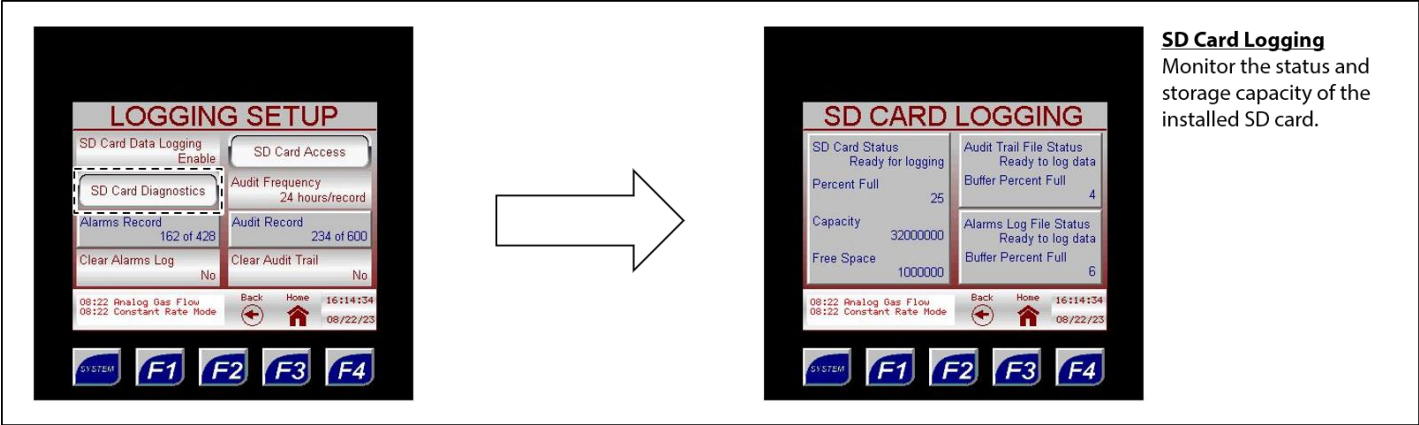 LOGGING SETUP
SD Card Data Logging
Enable
SD Card Access
SD Card Diagnostics
Audit Frequency
24 hours/record
Alarms Record
162 of 428
Audit Record
234 of 600
Clear Alarms Log
No
Clear Audit Trail
No
08:22 Analog Gas Flow
08:22 Constant Rate Mode
Back
Home
16:14:34
08/22/23
SYSTEM
F1
F2
F3
F4
SD CARD LOGGING
SD Card Status
Ready for logging
Percent Full
25
Capacity
32000000
Free Space
1000000
Audit Trail File Status
Ready to log data
Buffer Percent Full
4
Alarms Log File Status
Ready to log data
Buffer Percent Full
6
08:22 Analog Gas Flow
08:22 Constant Rate Mode
Back
Home
16:14:34
08/22/23
SYSTEM
F1
F2
F3
F4
SD Card Logging
Monitor the status and
storage capacity of the
installed SD card.